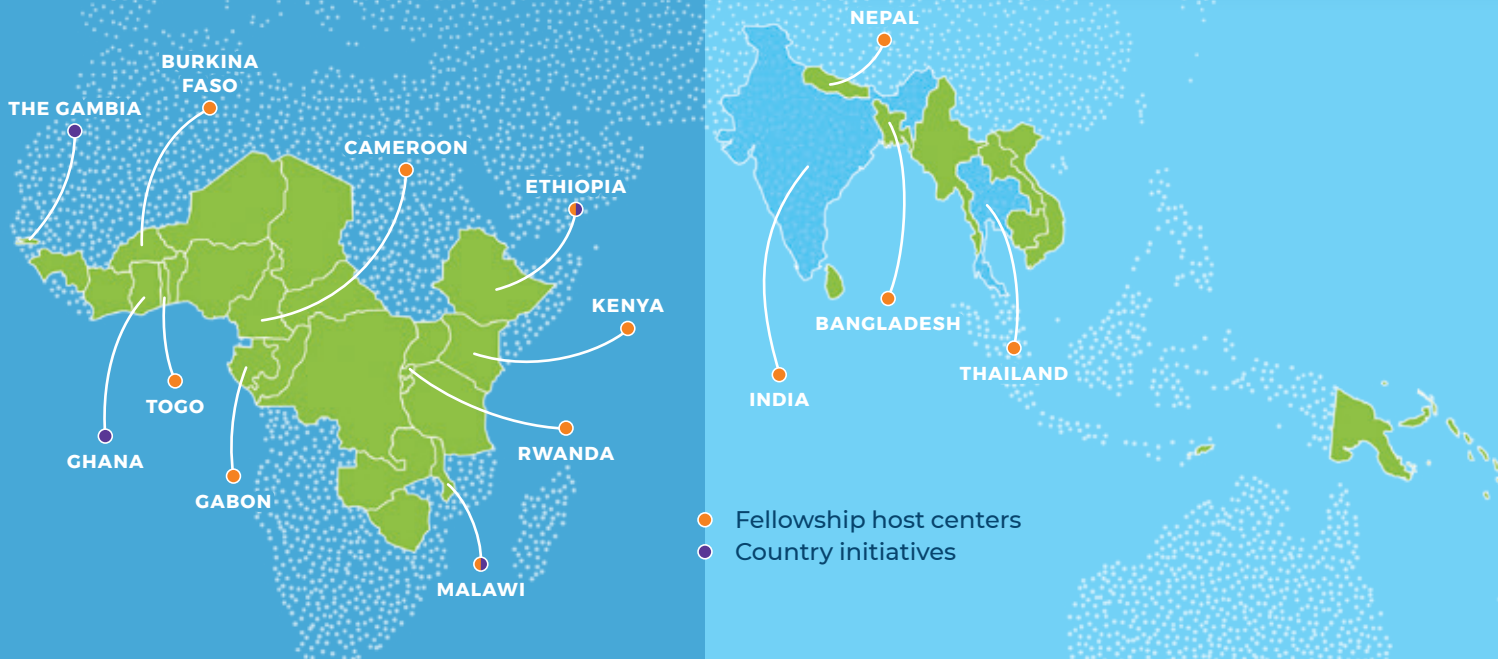 NEPAL
BURKINA
FASO
THE GAMBIA
CAMEROON
ETHIOPIA
KENYA
BANGLADESH
THAILAND
INDIA
TOGO
RWANDA
GHANA
GABON
MALAWI
Fellowship host centers
Country initiatives